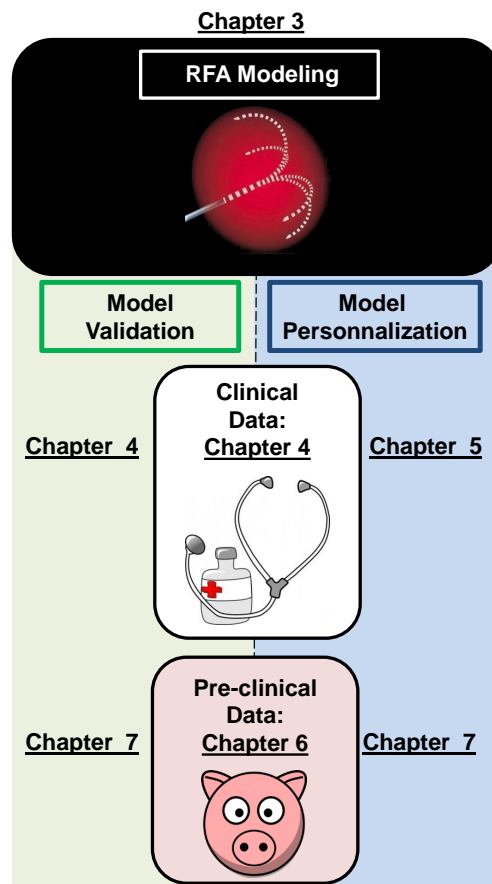 Chapter 3
RFA Modeling
Model
Validation
Model
Personnalization
Clinical
Data:
Chapter 4
Chapter 4
Chapter 5
Pre-clinical
Data:
Chapter 6
Chapter 7
Chapter 7